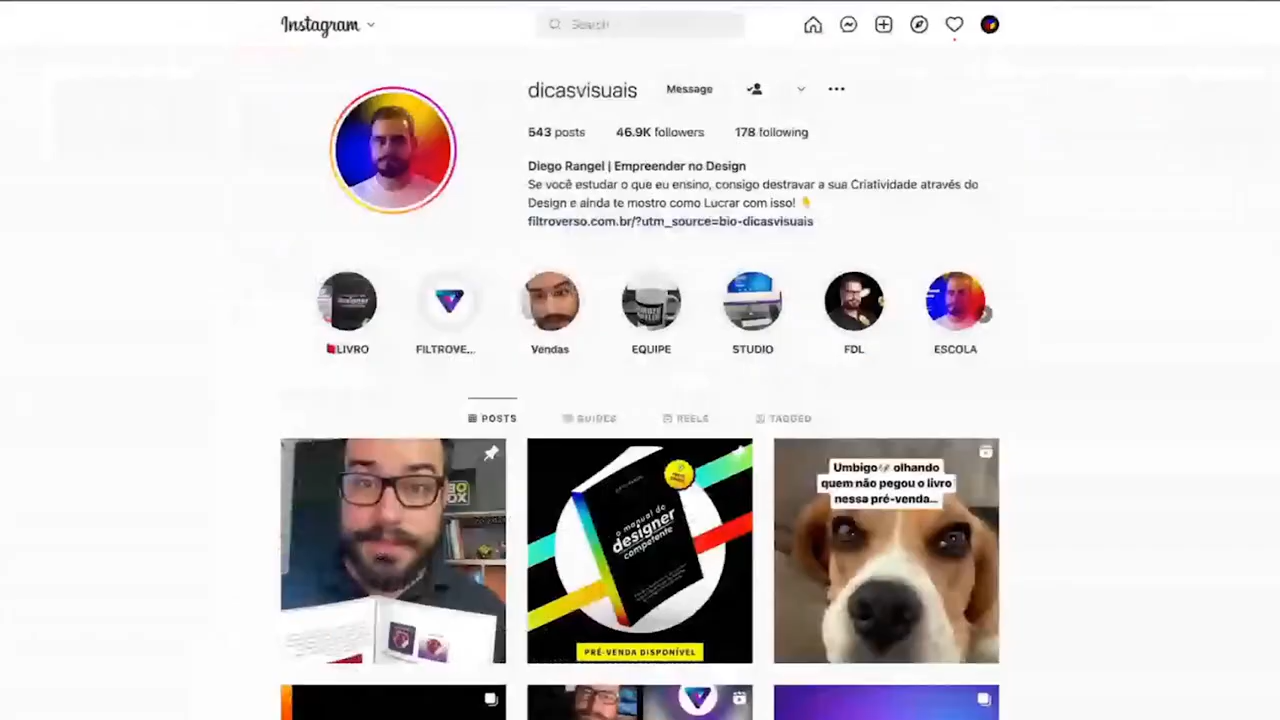 Instagram
Search
dicasvisuais
Message
543 posts
46.9K followers
178 following
Diego Rangel | Empreender no Design
Se você estudar o que eu ensino, consigo destravar a sua Criatividade através do
Design e ainda te mostro como Lucrar com isso! 👇
filtroverso.com.br/?utm_source=bio-dicasvisuais
LIVRO
FILTROVE...
Vendas
EQUIPE
STUDIO
FDL
ESCOLA
POSTS
GUIDES
REELS
TAGGED
o manual do
designer
competente
PRÉ-VENDA DISPONÍVEL
Umbigo olhando
quem não pegou o livro
nessa pré-venda...